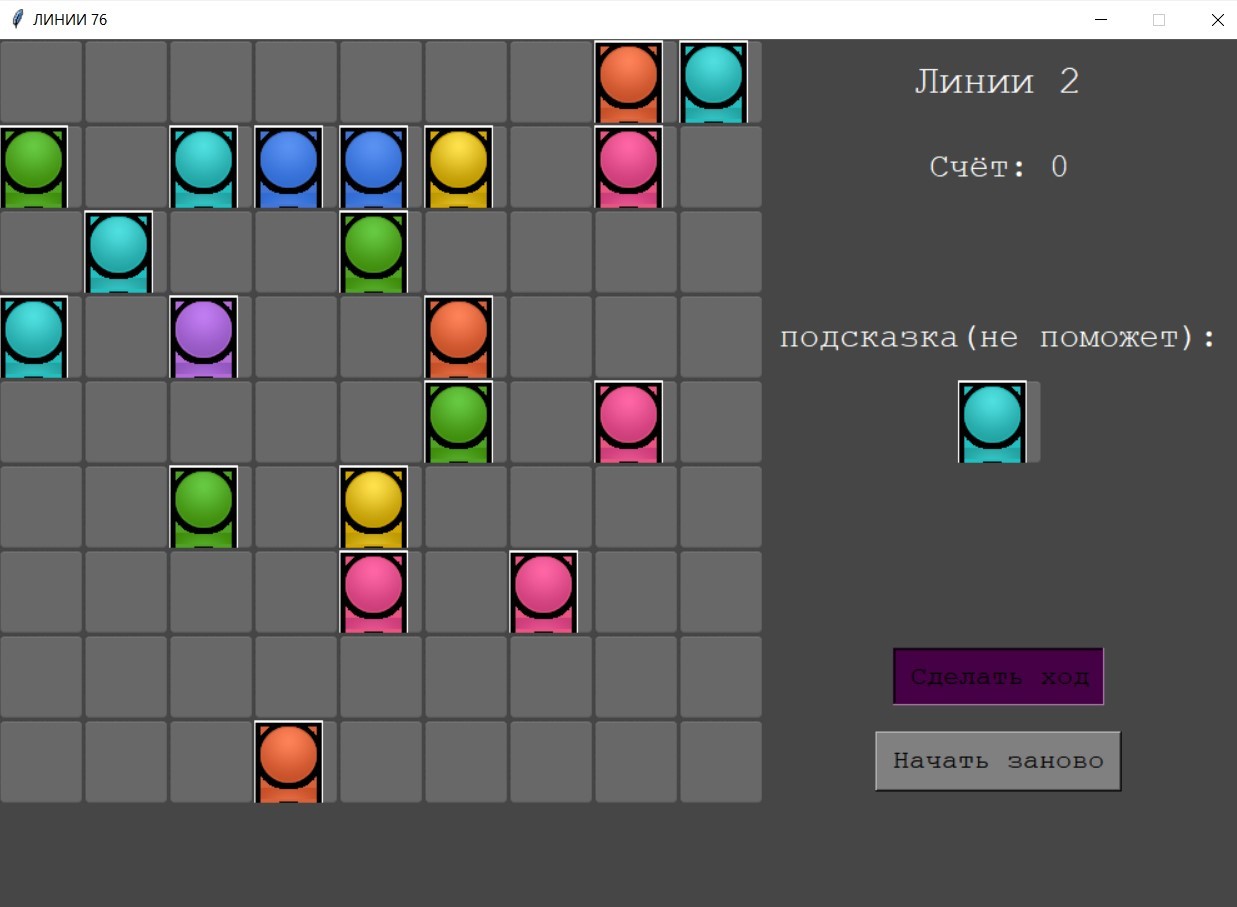 ЛИНИИ 76
Линии 2
Счёт: 0
подсказка(не поможет):
Сделать ход
Начать заново